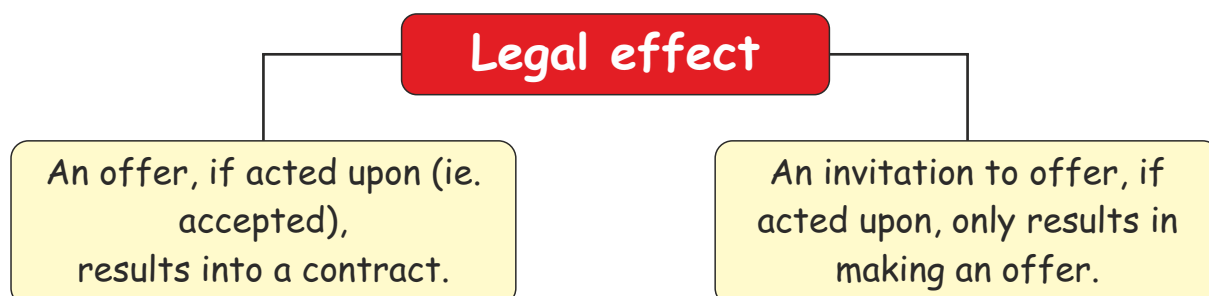 Legal effect
An offer, if acted upon (ie.
accepted),
results into a contract.
An invitation to offer, if
acted upon, only results in
making an offer.